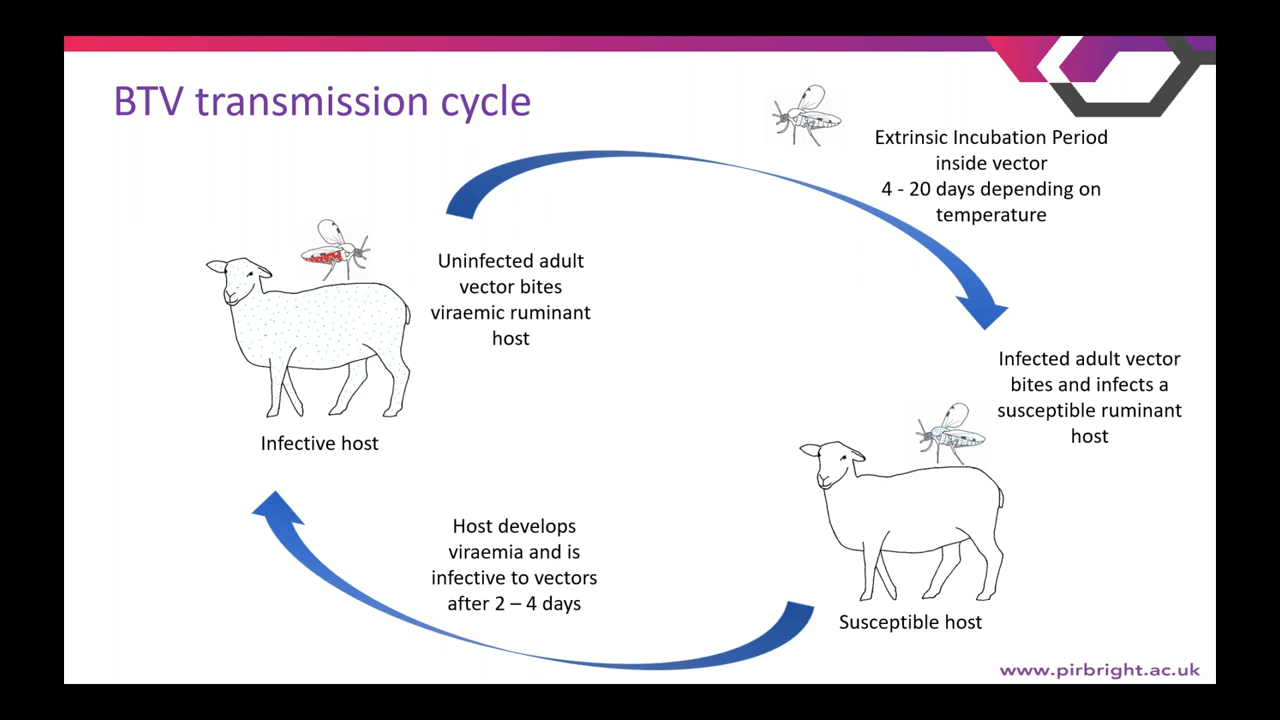 BTV transmission cycle
Extrinsic Incubation Period
inside vector
4 - 20 days depending on
temperature
Uninfected adult
vector bites
viraemic ruminant
host
Infected adult vector
bites and infects a
susceptible ruminant
host
Infective host
Host develops
viraemia and is
infective to vectors
after 2 – 4 days
Susceptible host
www.pirbright.ac.uk